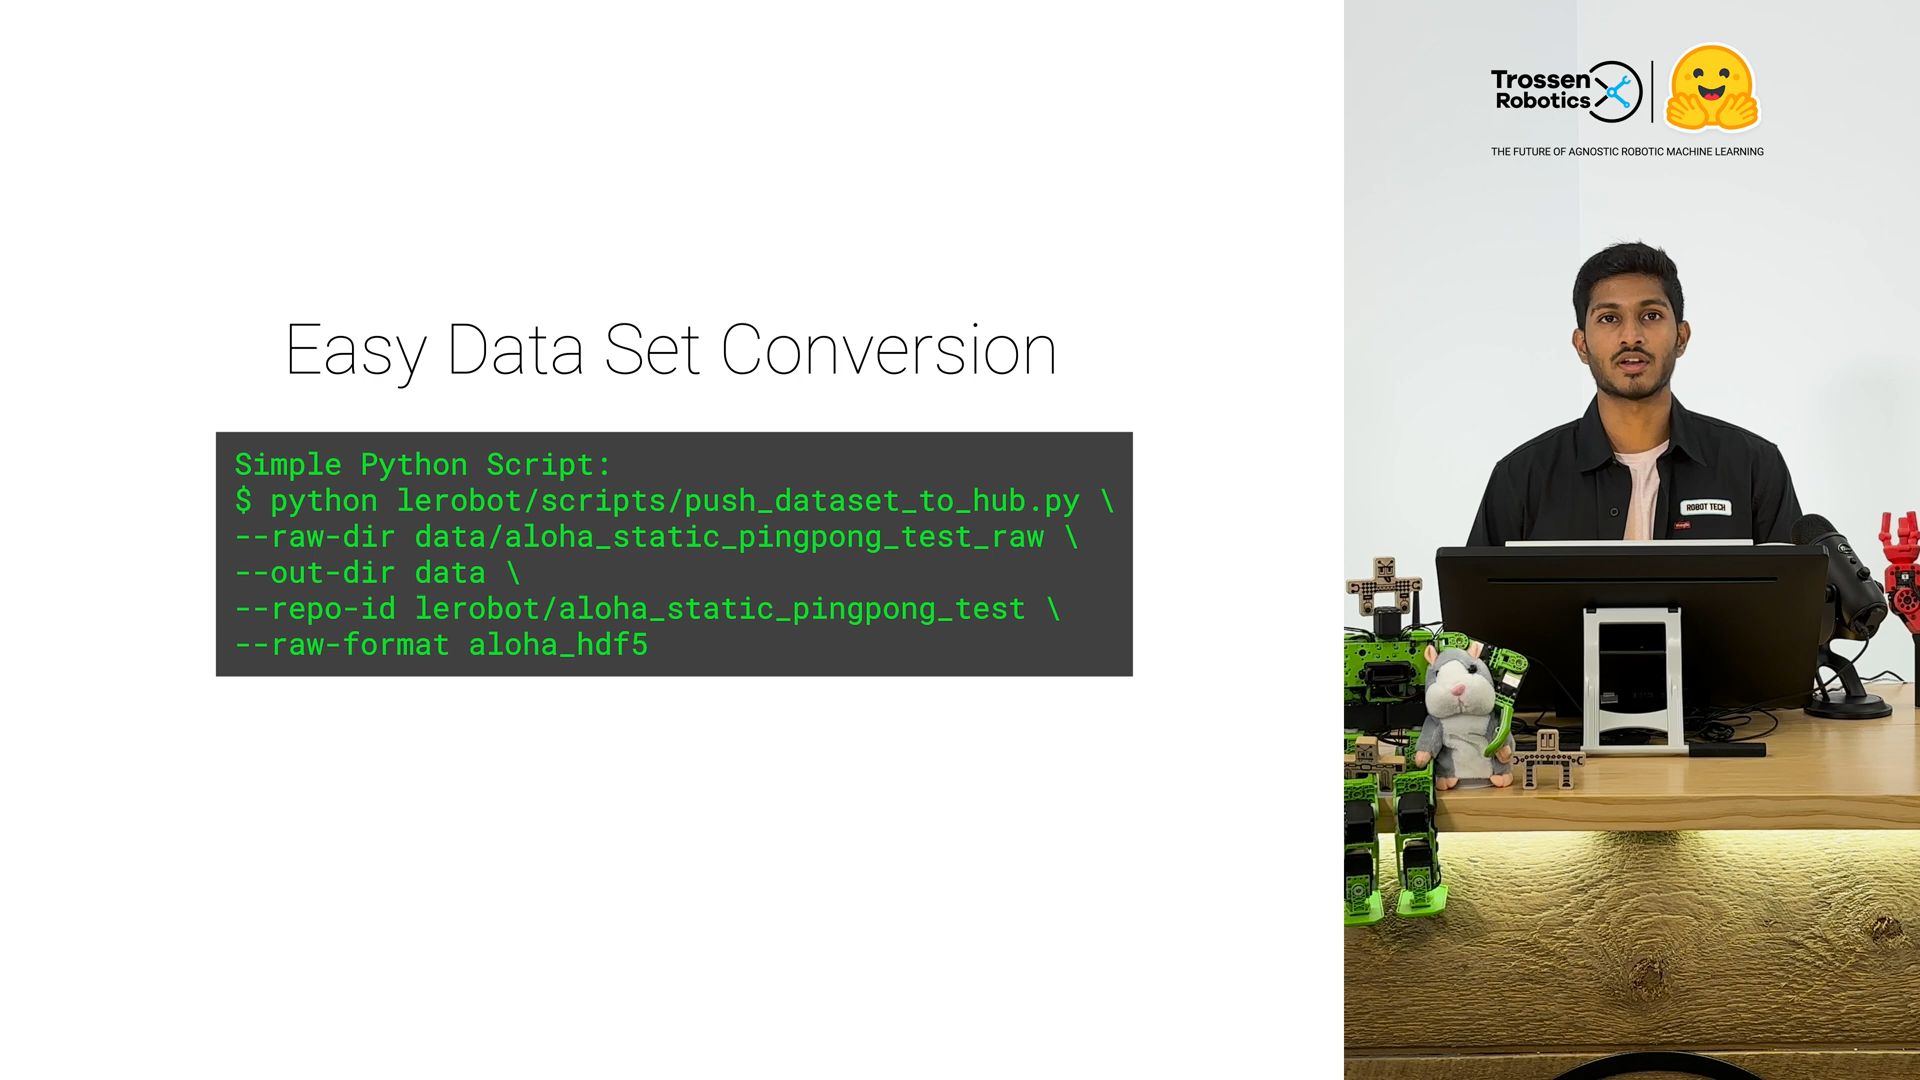 Trossen
Robotics
THE FUTURE OF AGNOSTIC ROBOTIC MACHINE LEARNING
Easy Data Set Conversion
Simple Python Script:
$ python lerobot/scripts/push_dataset_to_hub.py \
--raw-dir data/aloha_static_pingpong_test_raw \
--out-dir data \
--repo-id lerobot/aloha_static_pingpong_test \
--raw-format aloha_hdf5
ROBOT TECH